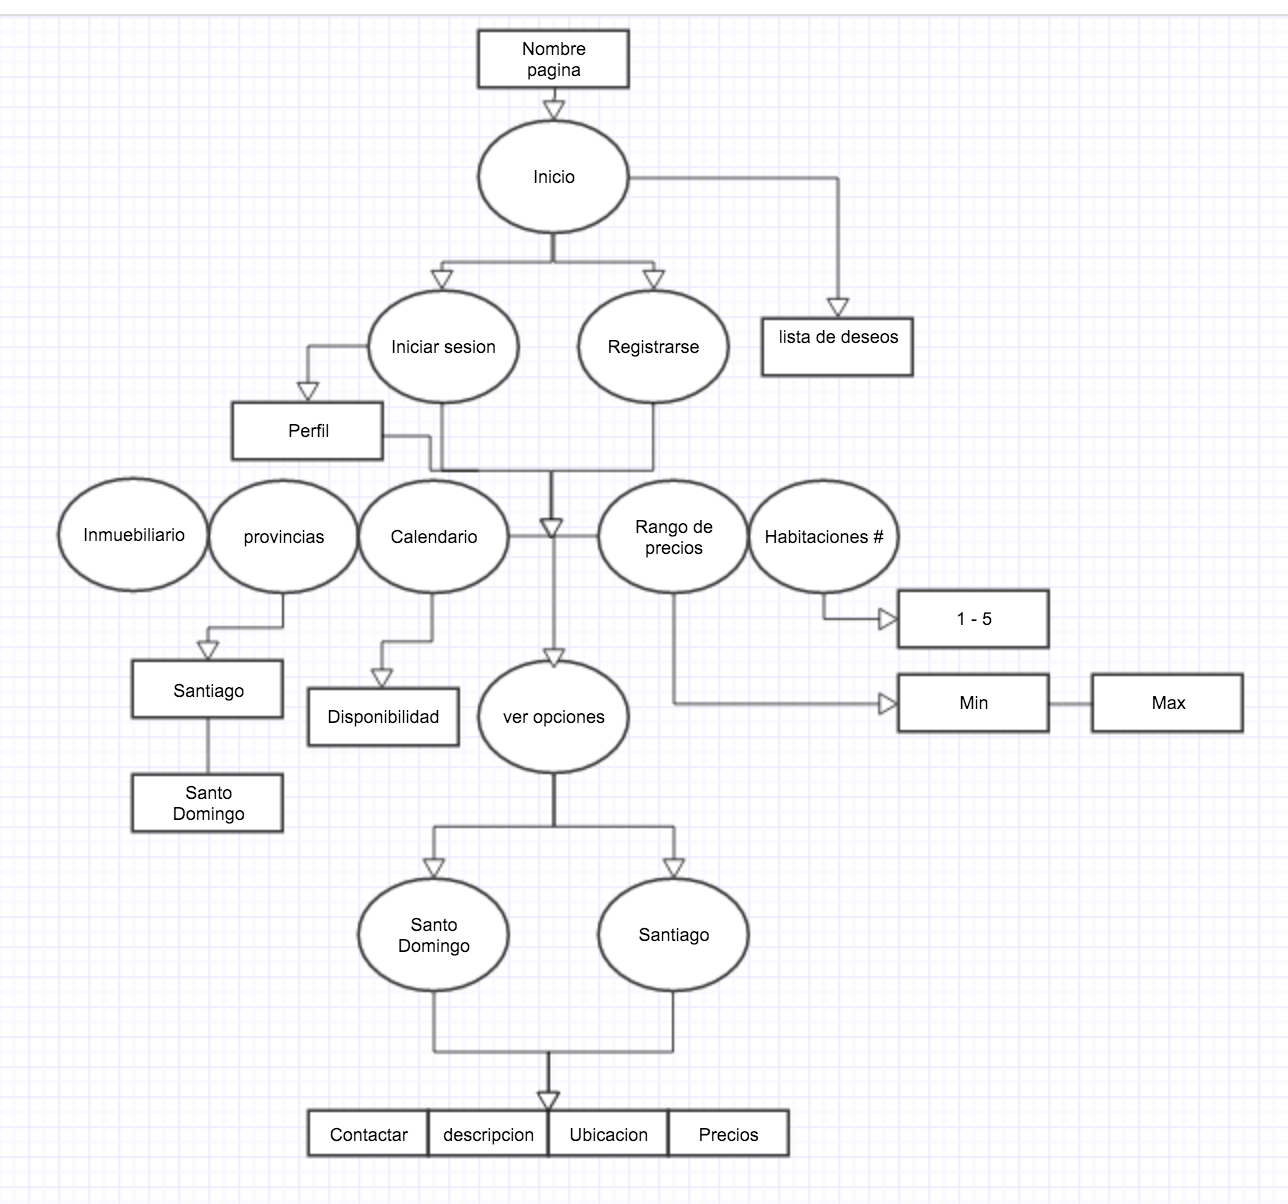 Nombre
pagina
Inicio
Iniciar sesion
Registrarse
lista de deseos
Perfil
Inmuebiliario
provincias
Calendario
Rango de
precios
Habitaciones #
1 - 5
Santiago
Disponibilidad
ver opciones
Min
Max
Santo
Domingo
Santo
Domingo
Santiago
Contactar
descripcion
Ubicacion
Precios